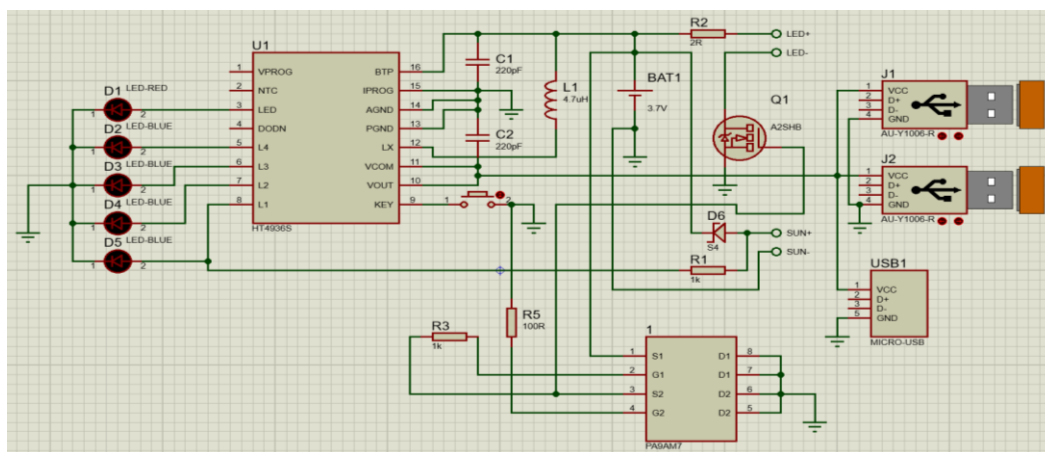 U1
1 VPROG BTP 16
2 NTC IPROG 15
3 LED AGND 14
4 DODN PGND 13
5 L4 LX 12
6 L3 VCOM 11
7 L2 VOUT 10
8 L1 KEY 9
HT4936S
D1 LED-RED
1 2
D2 LED-BLUE
1 2
D3 LED-BLUE
1 2
D4 LED-BLUE
1 2
D5 LED-BLUE
1 2
C1
220pF
C2
220pF
L1
4.7uH
BAT1
3.7V
R2
2R
LED+
LED-
Q1
A2SHB
1 2
D6
S4
SUN+
SUN-
R1
1k
R5
100R
R3
1k
1
1 S1 D1 8
2 G1 D1 7
3 S2 D2 6
4 G2 D2 5
PA9AM7
J1
1 VCC
2 D+
3 D-
4 GND
AU-Y1006-R
J2
1 VCC
2 D+
3 D-
4 GND
AU-Y1006-R
USB1
1 VCC
2 D+
3 D-
5 GND
MICRO-USB